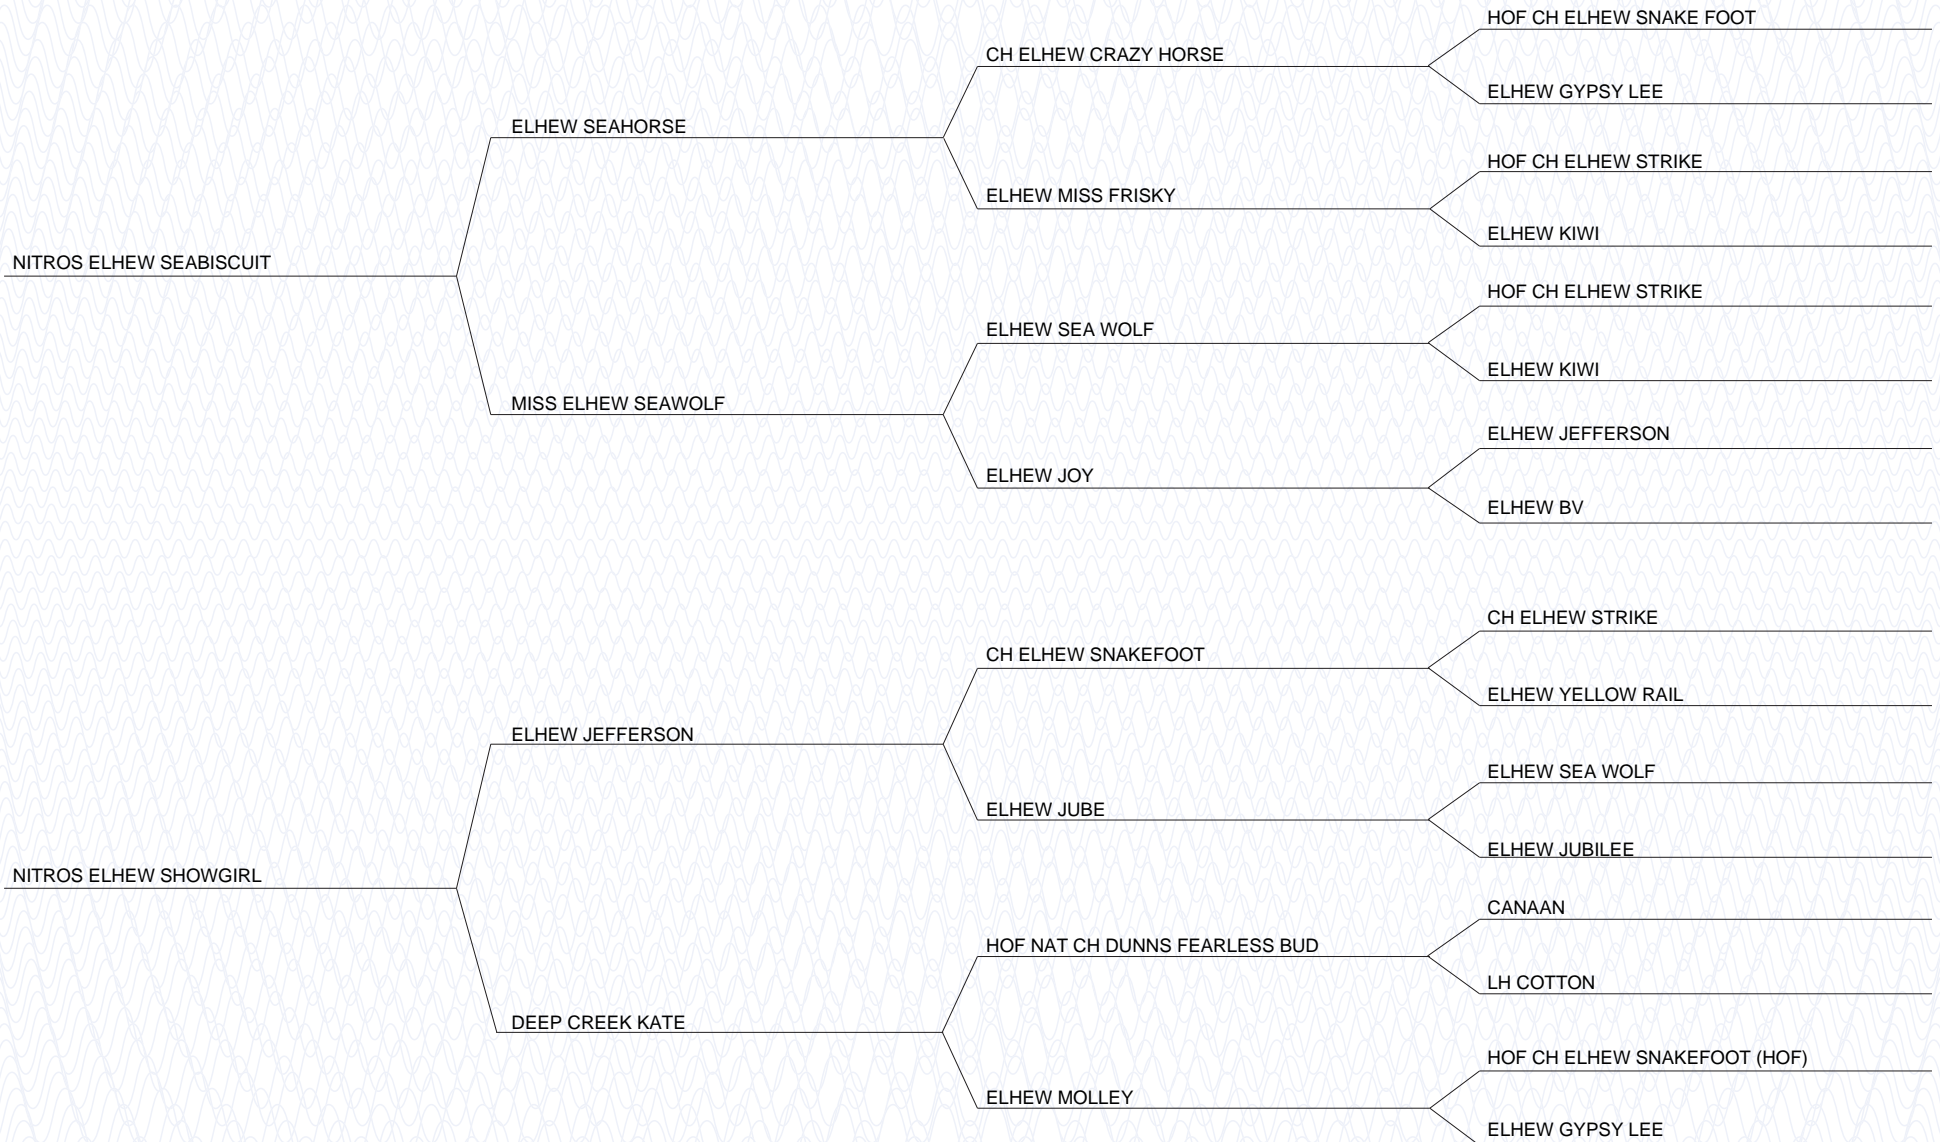 HOF CH ELHEW SNAKE FOOT
CH ELHEW CRAZY HORSE
ELHEW GYPSY LEE
ELHEW SEAHORSE
HOF CH ELHEW STRIKE
ELHEW MISS FRISKY
ELHEW KIWI
NITROS ELHEW SEABISCUIT
HOF CH ELHEW STRIKE
ELHEW SEA WOLF
ELHEW KIWI
MISS ELHEW SEAWOLF
ELHEW JEFFERSON
ELHEW JOY
ELHEW BV
CH ELHEW STRIKE
CH ELHEW SNAKEFOOT
ELHEW YELLOW RAIL
ELHEW JEFFERSON
ELHEW SEA WOLF
ELHEW JUBE
ELHEW JUBILEE
NITROS ELHEW SHOWGIRL
CANAAN
HOF NAT CH DUNNS FEARLESS BUD
LH COTTON
DEEP CREEK KATE
HOF CH ELHEW SNAKEFOOT (HOF)
ELHEW MOLLEY
ELHEW GYPSY LEE